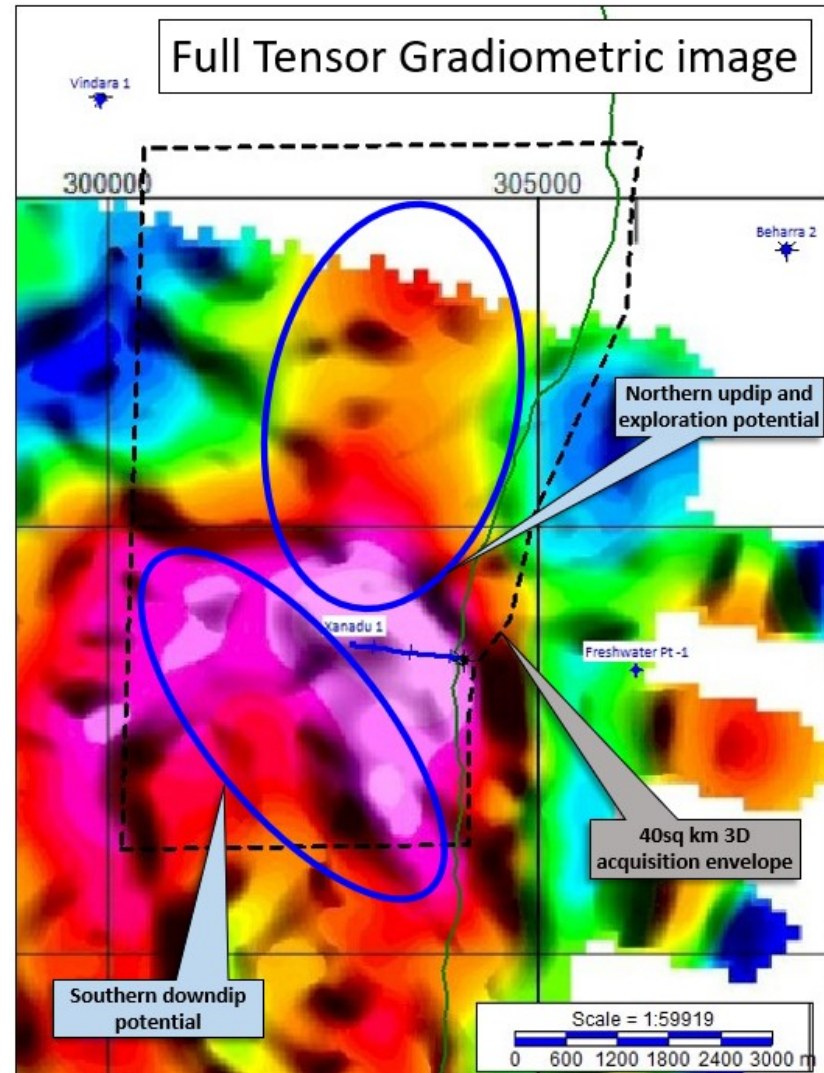 Full Tensor Gradiometric image
Vindara 1
300000
305000
Beharra 2
Northern updip and
exploration potential
Xanadu 1
Freshwater Pt -1
40sq km 3D
acquisition envelope
Southern downdip
potential
Scale = 1:59919
0 600 1200 1800 2400 3000 m